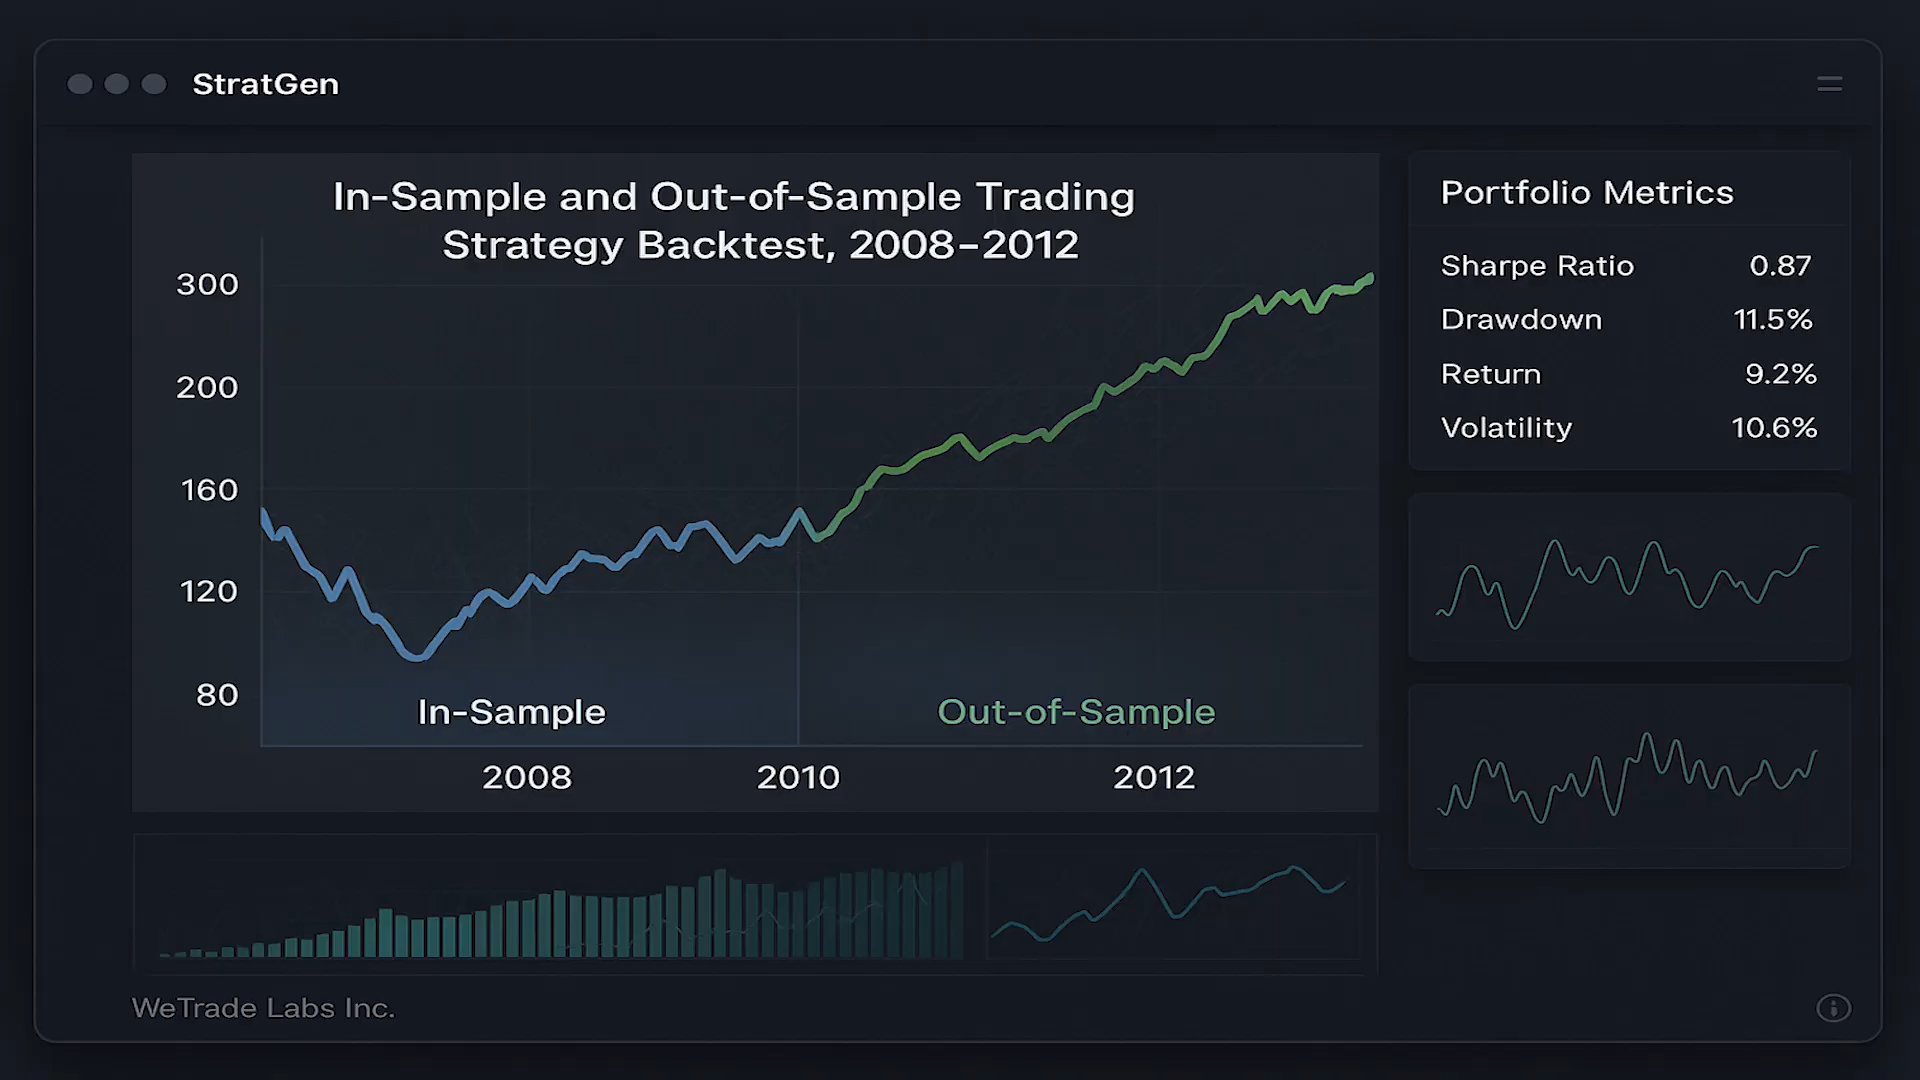 StratGen
In-Sample and Out-of-Sample Trading
Strategy Backtest, 2008–2012
300
200
160
120
80
In-Sample
Out-of-Sample
2008
2010
2012
Portfolio Metrics
Sharpe Ratio 0.87
Drawdown 11.5%
Return 9.2%
Volatility 10.6%
WeTrade Labs Inc.